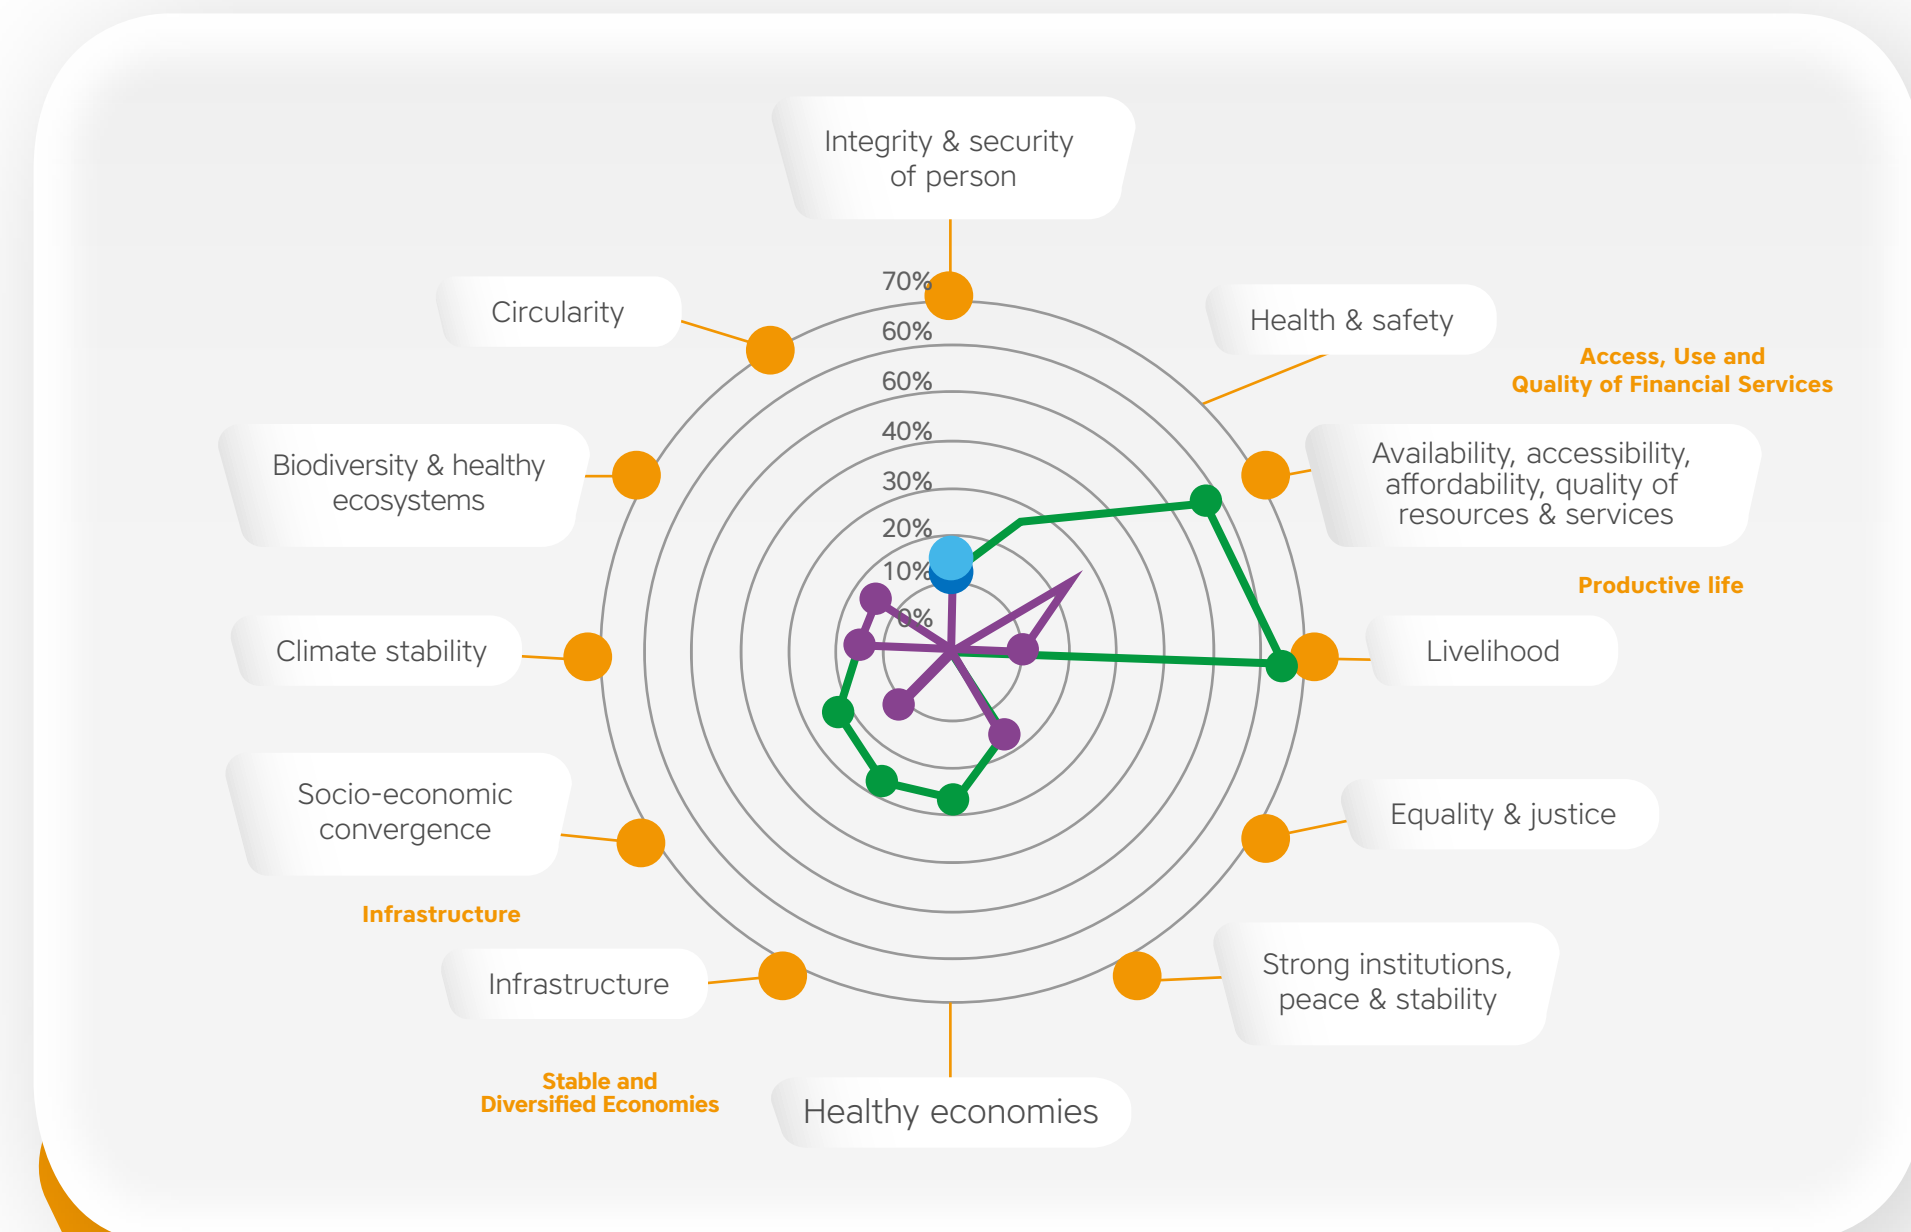 Integrity & security
of person
Circularity
70%
Health & safety
60%
Access, Use and
Quality of Financial Services
60%
40%
Biodiversity & healthy
ecosystems
Availability, accessibility,
affordability, quality of
resources & services
30%
20%
10%
Productive life
0%
Climate stability
Livelihood
Socio-economic
convergence
Equality & justice
Infrastructure
Infrastructure
Strong institutions,
peace & stability
Stable and
Diversified Economies
Healthy economies